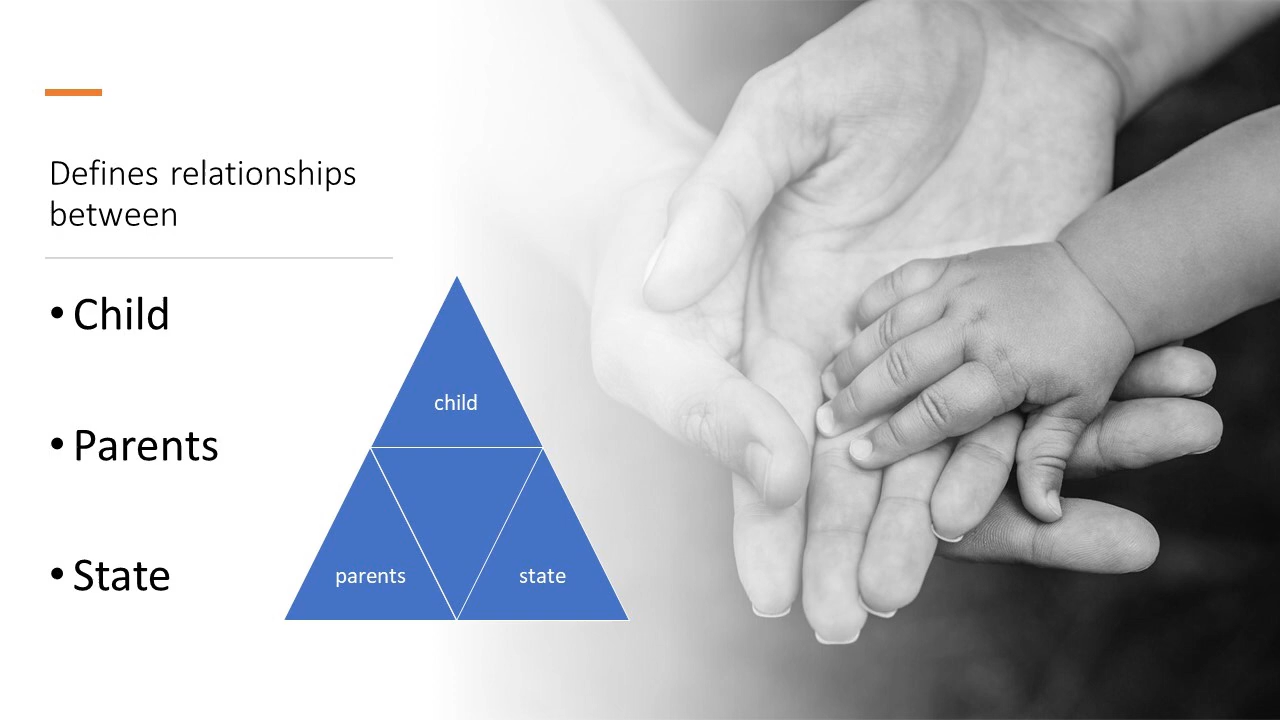 Defines relationships
between
• Child
• Parents
• State
child
parents
state